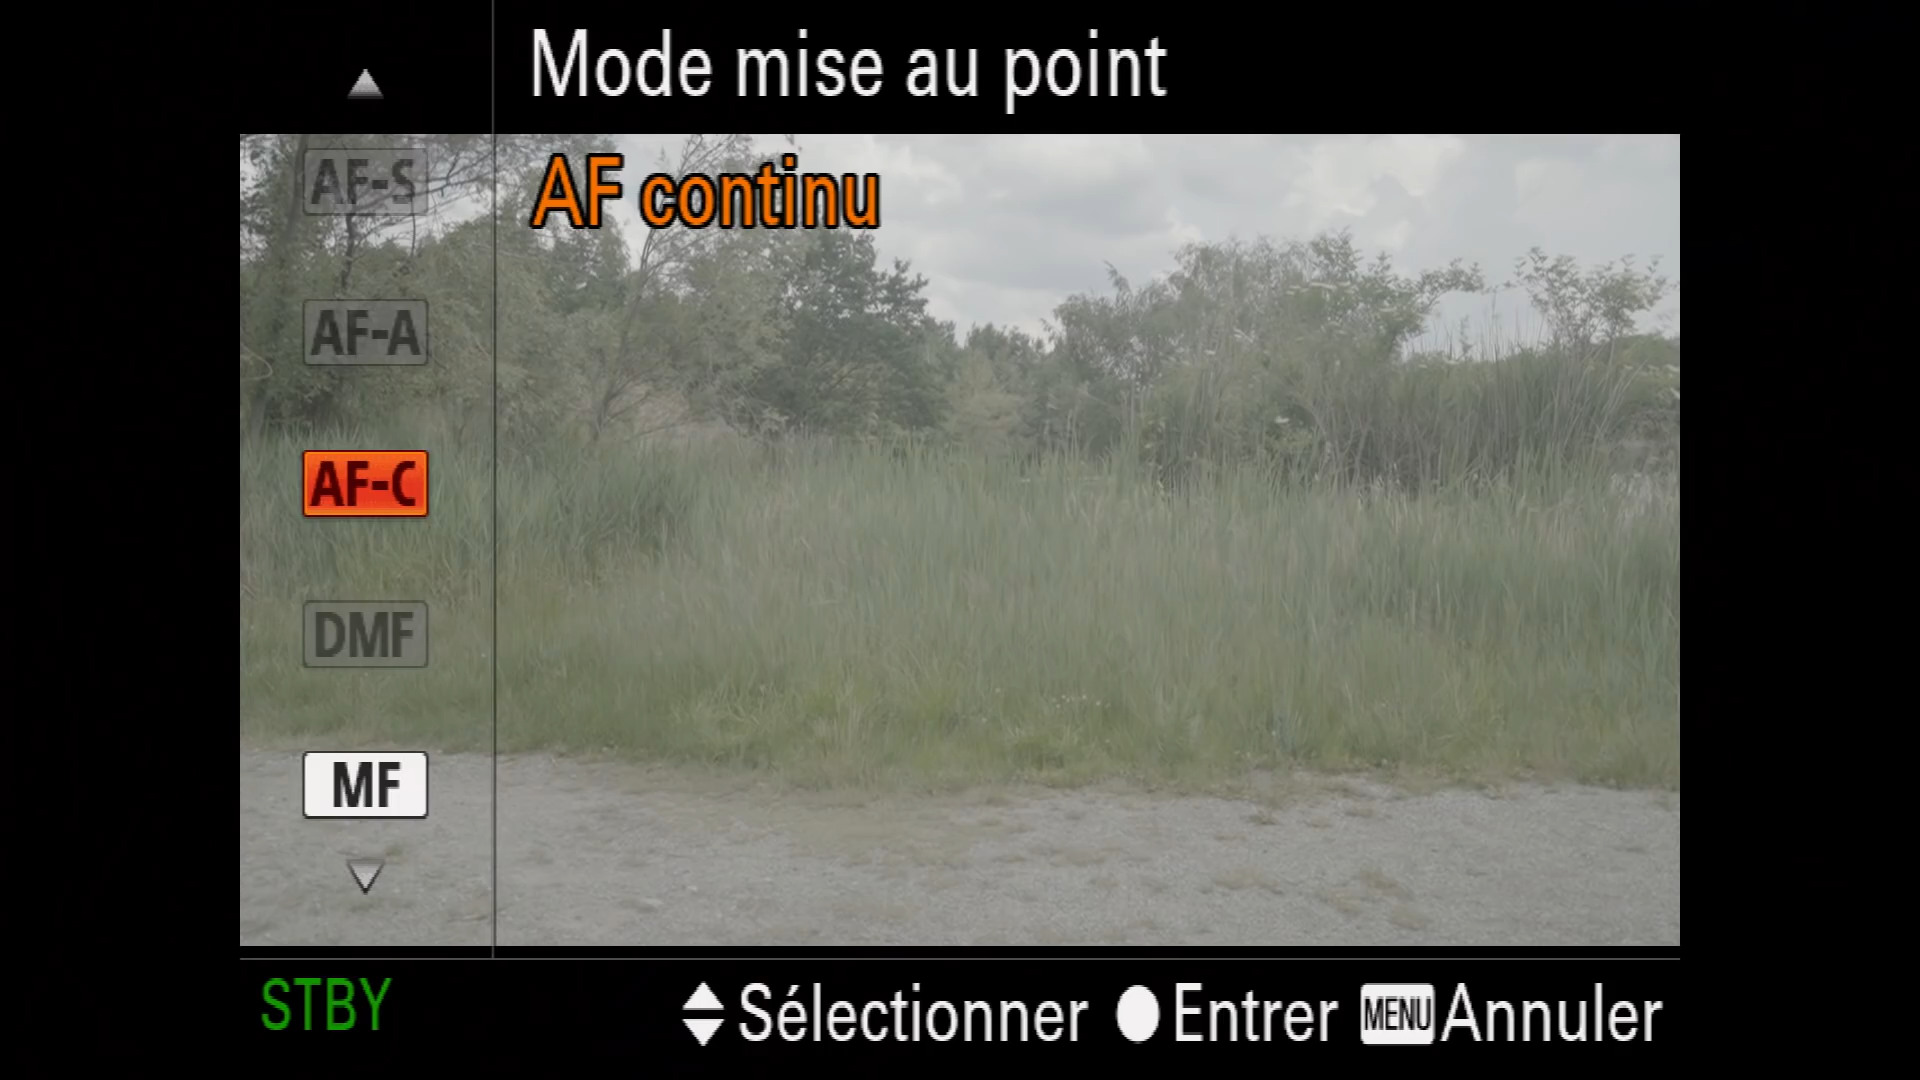 Mode mise au point
AF continu
AF-S
AF-A
AF-C
DMF
MF
STBY
Sélectionner Entrer MENU Annuler